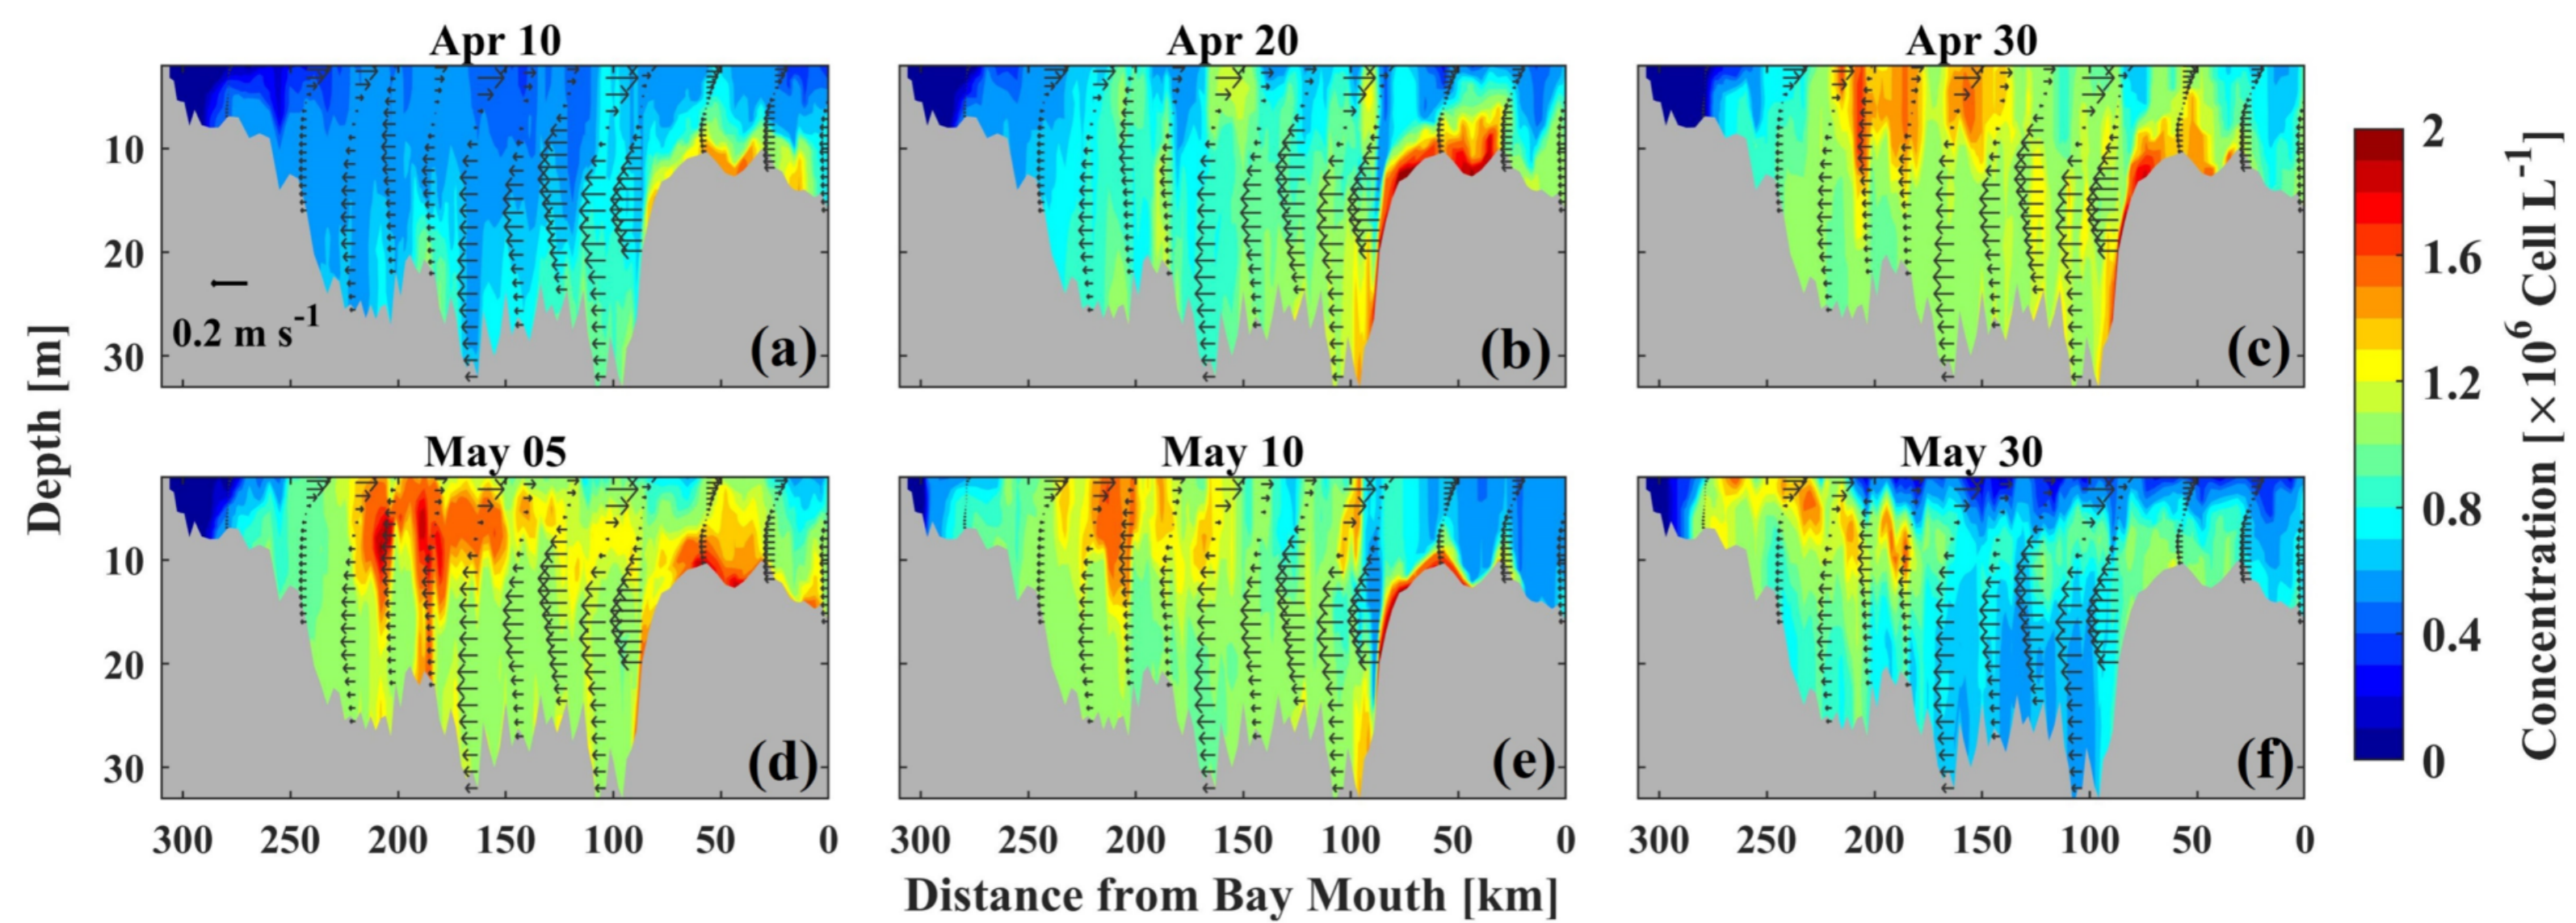 Apr 10
Apr 20
Apr 30
10
20
30
0.2 m s-1
(a)
(b)
(c)
May 05
May 10
May 30
10
20
30
(d)
(e)
(f)
300 250 200 150 100 50 0
300 250 200 150 100 50 0
300 250 200 150 100 50 0
Depth [m]
Distance from Bay Mouth [km]
2
1.6
1.2
0.8
0.4
0
Concentration [×10⁶ Cell L⁻¹]